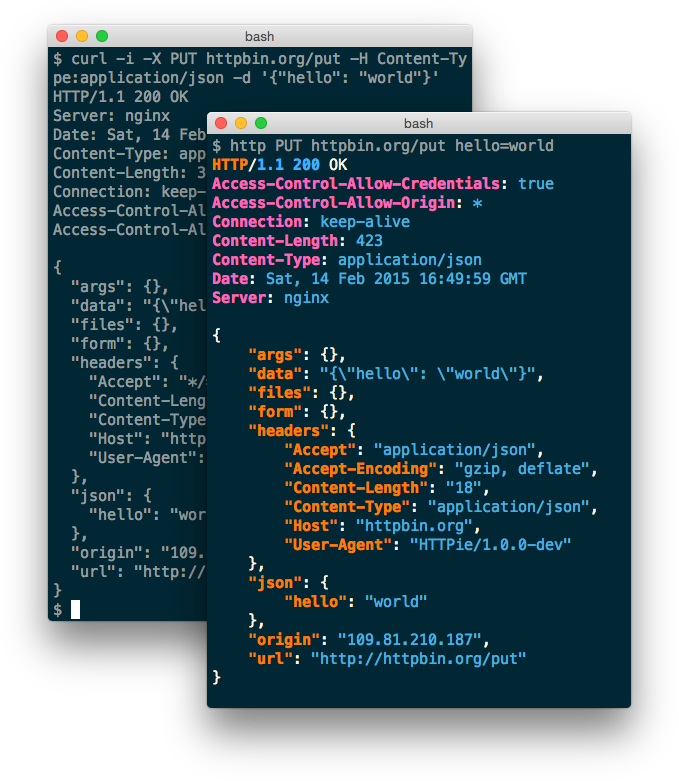 bash
$ curl -i -X PUT httpbin.org/put -H Content-Ty
pe:application/json -d '{"hello": "world"}'
HTTP/1.1 200 OK
Server: nginx
Date: Sat, 14 Feb
Content-Type: app
Content-Length: 3
Connection: keep-
Access-Control-Al
Access-Control-Al
{
  "args": {},
  "data": "{\"hel
  "files": {},
  "form": {},
  "headers": {
    "Accept": "*/
    "Content-Leng
    "Content-Type
    "Host": "http
    "User-Agent":
  },
  "json": {
    "hello": "wor
  },
  "origin": "109.
  "url": "http://
}
$
bash
$ http PUT httpbin.org/put hello=world
HTTP/1.1 200 OK
Access-Control-Allow-Credentials: true
Access-Control-Allow-Origin: *
Connection: keep-alive
Content-Length: 423
Content-Type: application/json
Date: Sat, 14 Feb 2015 16:49:59 GMT
Server: nginx
{
    "args": {},
    "data": "{\"hello\": \"world\"}",
    "files": {},
    "form": {},
    "headers": {
        "Accept": "application/json",
        "Accept-Encoding": "gzip, deflate",
        "Content-Length": "18",
        "Content-Type": "application/json",
        "Host": "httpbin.org",
        "User-Agent": "HTTPie/1.0.0-dev"
    },
    "json": {
        "hello": "world"
    },
    "origin": "109.81.210.187",
    "url": "http://httpbin.org/put"
}